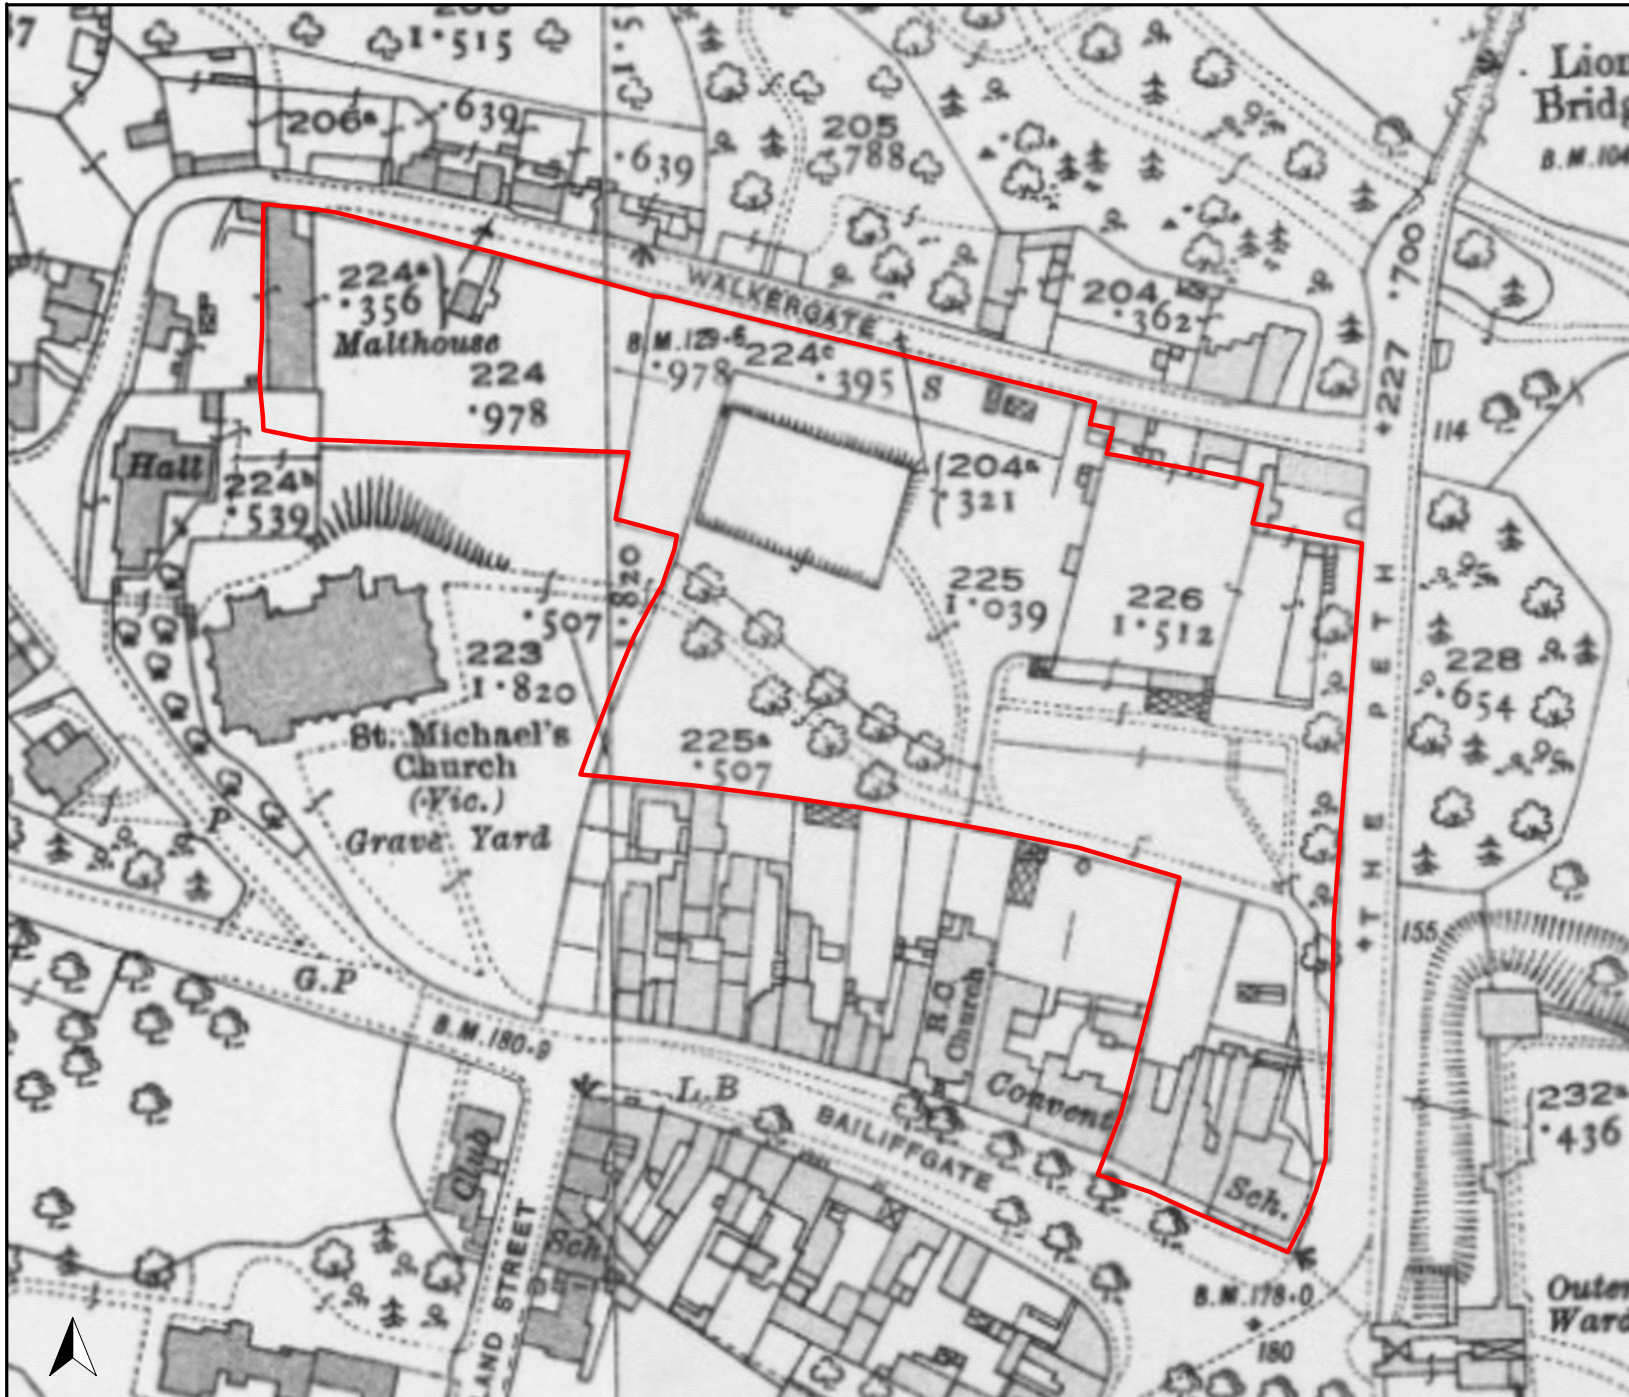 1·515
206ª
·639
·639
205
·788
B.M.104
224ª
·356
Malthouse
224
·978
WALKERGATE
B.M.129·6
·978
224ᶜ
·395
S
204
·362
·700
227
114
Hall
224ᵇ
·539
204ª
·321
225
1·039
226
1·512
·507
223
1·820
1·820
St. Michael's
Church
(Vic.)
Grave Yard
225ª
·507
228
·654
THE PETH
P
G.P
155
B.M.180·9
L.B
R.C.
Church
Convent
BAILIFFGATE
Sch.
Club
Sch.
LAND STREET
232ª
·436
B.M.178·0
180
Outer
Ward